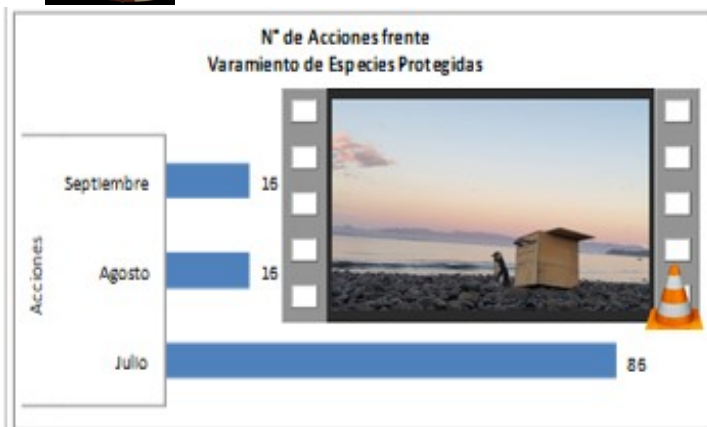 N° de Acciones frente
Varamiento de Especies Protegidas
Acciones
Septiembre 16
Agosto 16
Julio 86